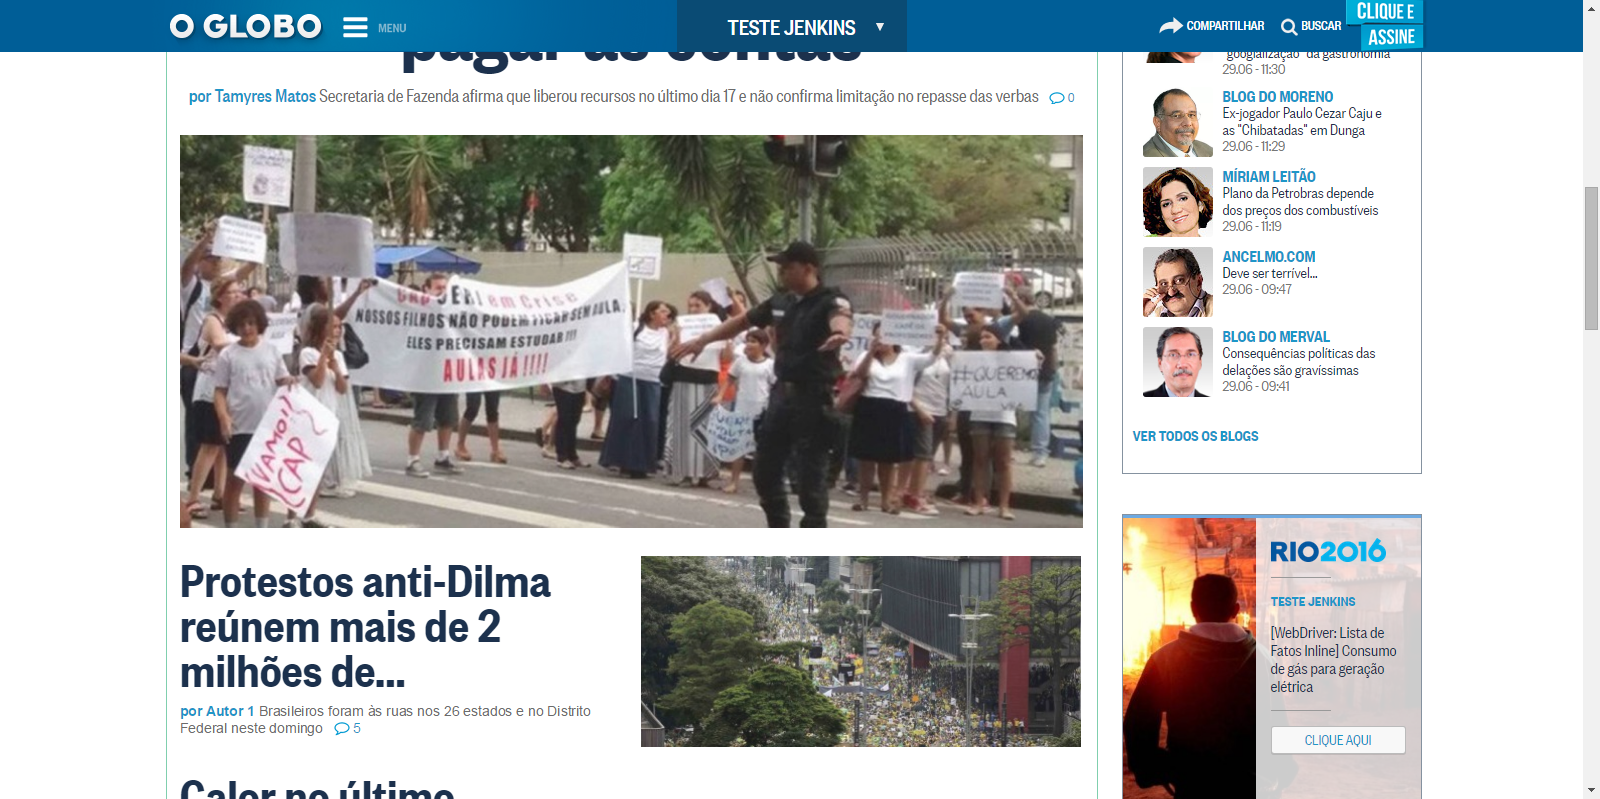 O GLOBO
MENU
TESTE JENKINS
COMPARTILHAR
BUSCAR
CLIQUE E
ASSINE
pagar as contas
por Tamyres Matos Secretaria de Fazenda afirma que liberou recursos no último dia 17 e não confirma limitação no repasse das verbas 0
CAp UERJ em Crise
NOSSOS FILHOS NÃO PODEM FICAR SEM AULA,
ELES PRECISAM ESTUDAR !!!
AULAS JÁ !!!!
#QUEREMOS
AULA
VAMO!!
CAP
Protestos anti-Dilma
reúnem mais de 2
milhões de...
por Autor 1 Brasileiros foram às ruas nos 26 estados e no Distrito
Federal neste domingo 5
Calor no último
"googlalização" da gastronomia
29.06 - 11:30
BLOG DO MORENO
Ex-jogador Paulo Cezar Caju e
as "Chibatadas" em Dunga
29.06 - 11:29
MÍRIAM LEITÃO
Plano da Petrobras depende
dos preços dos combustíveis
29.06 - 11:19
ANCELMO.COM
Deve ser terrível...
29.06 - 09:47
BLOG DO MERVAL
Consequências políticas das
delações são gravíssimas
29.06 - 09:41
VER TODOS OS BLOGS
RIO2016
TESTE JENKINS
[WebDriver: Lista de
Fatos Inline] Consumo
de gás para geração
elétrica
CLIQUE AQUI